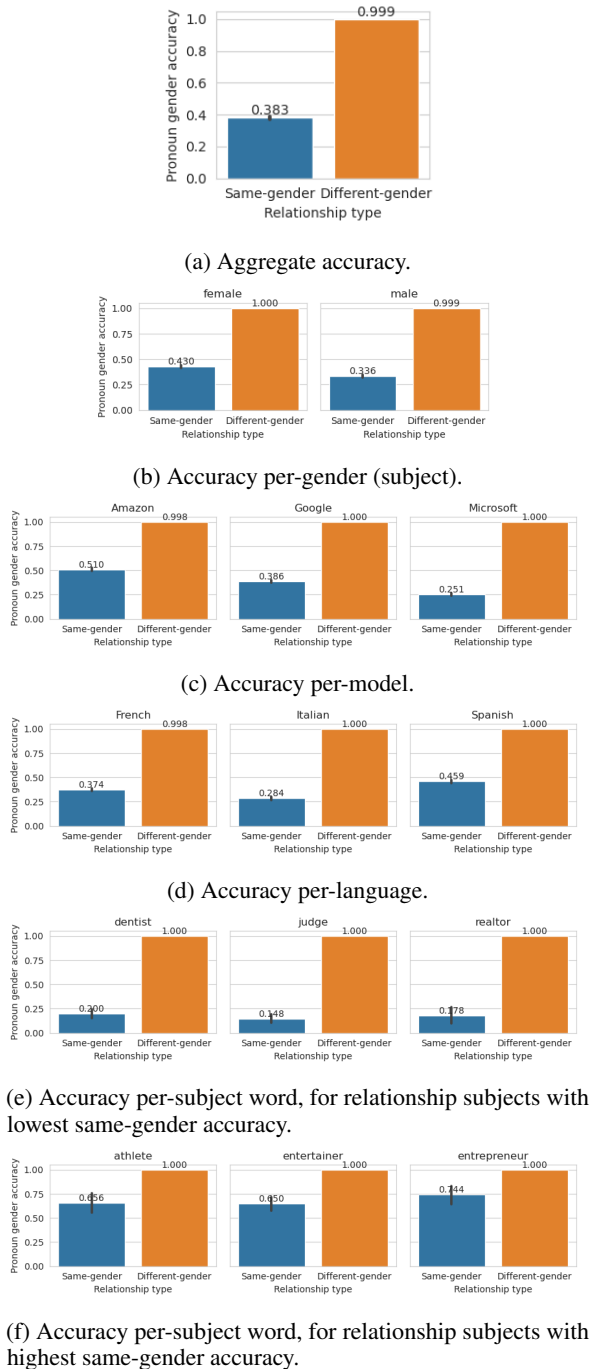 Pronoun gender accuracy
1.0
0.8
0.6
0.4
0.2
0.0
0.383
0.999
Same-gender Different-gender
Relationship type
(a) Aggregate accuracy.
female male
Pronoun gender accuracy
1.00
0.75
0.50
0.25
0.00
0.430 1.000 0.336 0.999
Same-gender Different-gender Same-gender Different-gender
Relationship type Relationship type
(b) Accuracy per-gender (subject).
Amazon Google Microsoft
Pronoun gender accuracy
1.00
0.75
0.50
0.25
0.00
0.510 0.998 0.386 1.000 0.251 1.000
Same-gender Different-gender Same-gender Different-gender Same-gender Different-gender
Relationship type Relationship type Relationship type
(c) Accuracy per-model.
French Italian Spanish
Pronoun gender accuracy
1.00
0.75
0.50
0.25
0.00
0.374 0.998 0.284 1.000 0.459 1.000
Same-gender Different-gender Same-gender Different-gender Same-gender Different-gender
Relationship type Relationship type Relationship type
(d) Accuracy per-language.
dentist judge realtor
Pronoun gender accuracy
1.00
0.75
0.50
0.25
0.00
0.200 1.000 0.148 1.000 0.178 1.000
Same-gender Different-gender Same-gender Different-gender Same-gender Different-gender
Relationship type Relationship type Relationship type
(e) Accuracy per-subject word, for relationship subjects with
lowest same-gender accuracy.
athlete entertainer entrepreneur
Pronoun gender accuracy
1.00
0.75
0.50
0.25
0.00
0.656 1.000 0.650 1.000 0.744 1.000
Same-gender Different-gender Same-gender Different-gender Same-gender Different-gender
Relationship type Relationship type Relationship type
(f) Accuracy per-subject word, for relationship subjects with
highest same-gender accuracy.